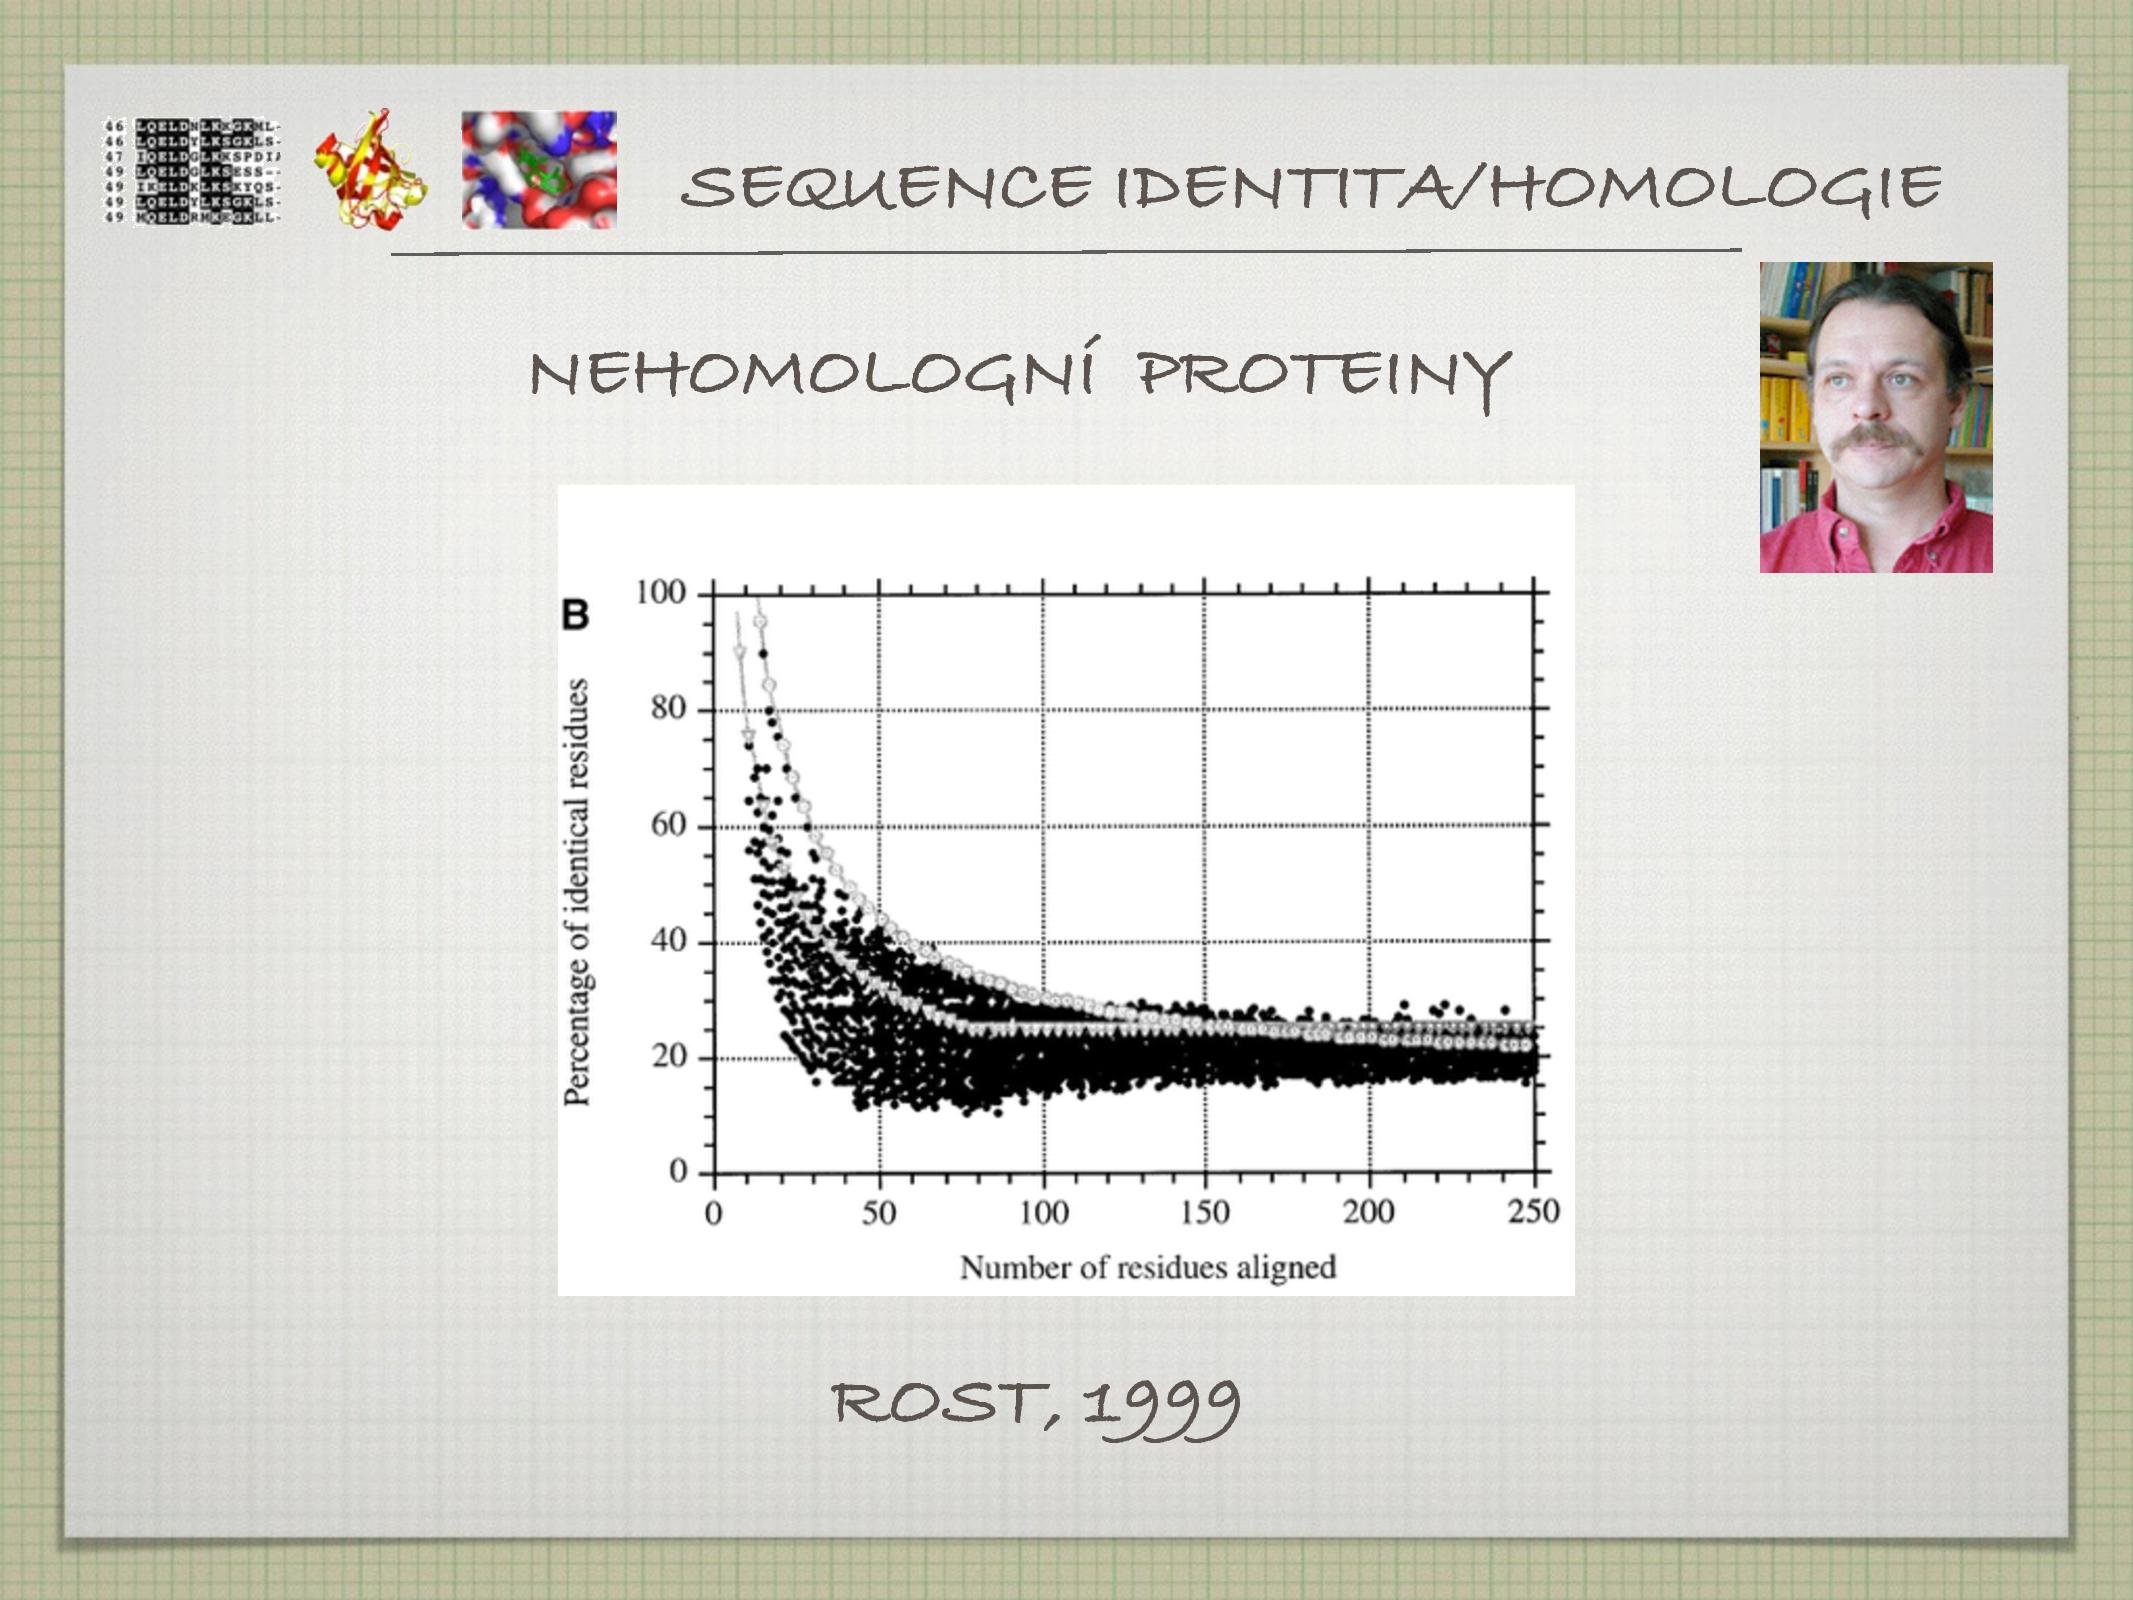 46 LQELDNLKKGKML-
46 LQELDYLKSGKLS-
47 IQELDGLKKSPDI
49 LQELDGLKSESS--
49 IKELDKLKSKYQS-
49 LQELDYLKSGKLS-
49 MQELDRMKEGKLL-
SEQUENCE IDENTITA/HOMOLOGIE
NEHOMOLOGNÍ PROTEINY
B
Percentage of identical residues
100
80
60
40
20
0
0 50 100 150 200 250
Number of residues aligned
ROST, 1999